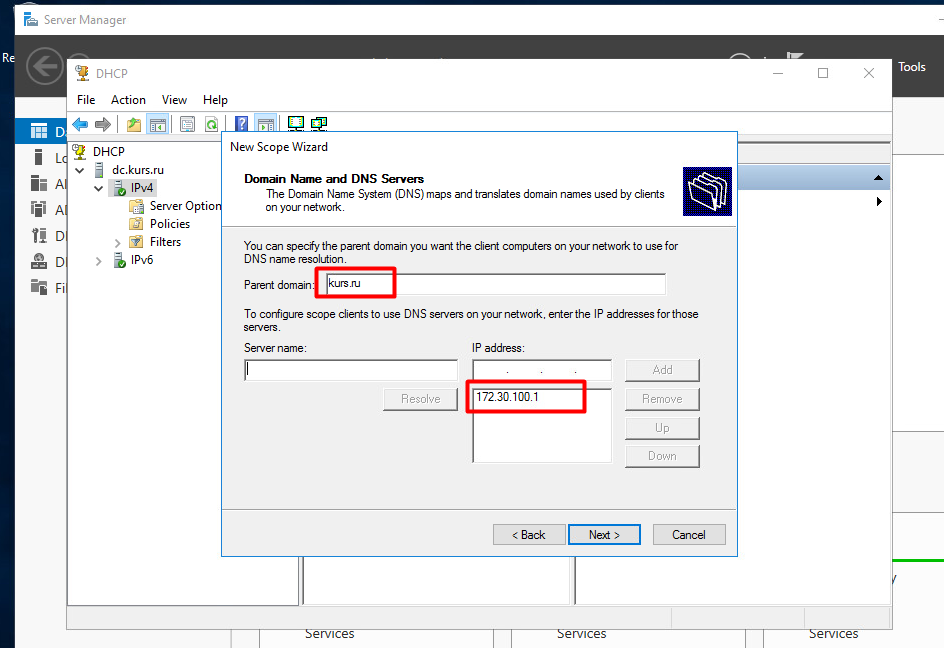 Server Manager
Re
Tools
DHCP
File Action View Help
DHCP
dc.kurs.ru
IPv4
Server Option
Policies
Filters
IPv6
Da
Lo
Al
Al
DI
DI
Fi
New Scope Wizard
Domain Name and DNS Servers
The Domain Name System (DNS) maps and translates domain names used by clients
on your network.
You can specify the parent domain you want the client computers on your network to use for
DNS name resolution.
Parent domain: kurs.ru
To configure scope clients to use DNS servers on your network, enter the IP addresses for those
servers.
Server name: IP address:
. . . Add
Resolve 172.30.100.1 Remove
Up
Down
< Back Next > Cancel
y
Services Services Services